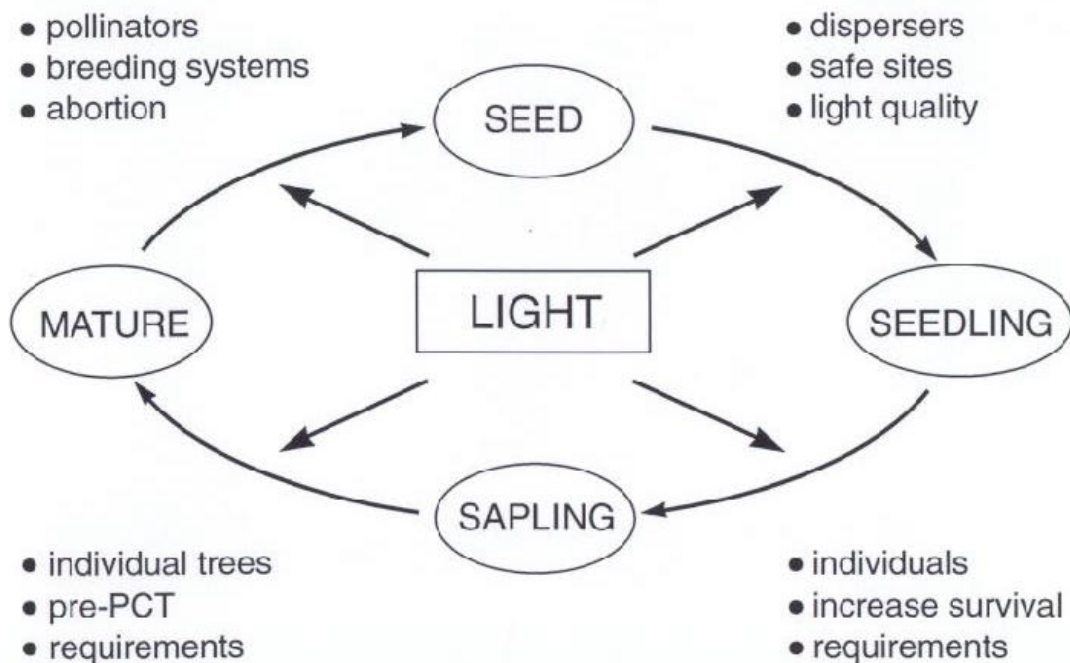 • pollinators
• breeding systems
• abortion
• dispersers
• safe sites
• light quality
SEED
MATURE
LIGHT
SEEDLING
SAPLING
• individual trees
• pre-PCT
• requirements
• individuals
• increase survival
• requirements